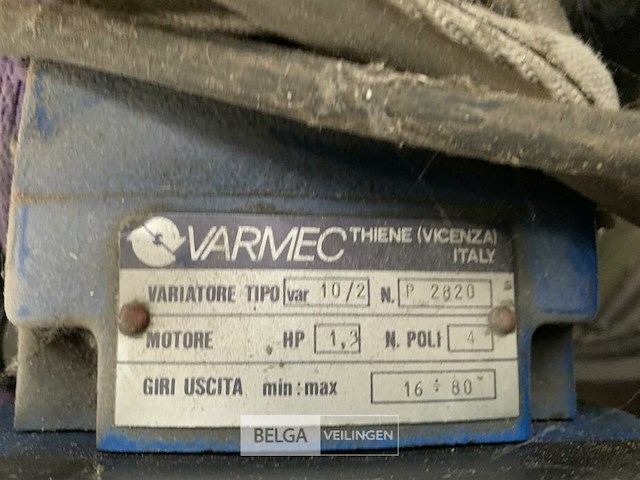 VARMEC THIENE (VICENZA)
ITALY
VARIATORE TIPO var 10/2 N. P 2820
MOTORE HP 1,3 N. POLI 4
GIRI USCITA min÷max 16 ÷ 80
BELGA VEILINGEN